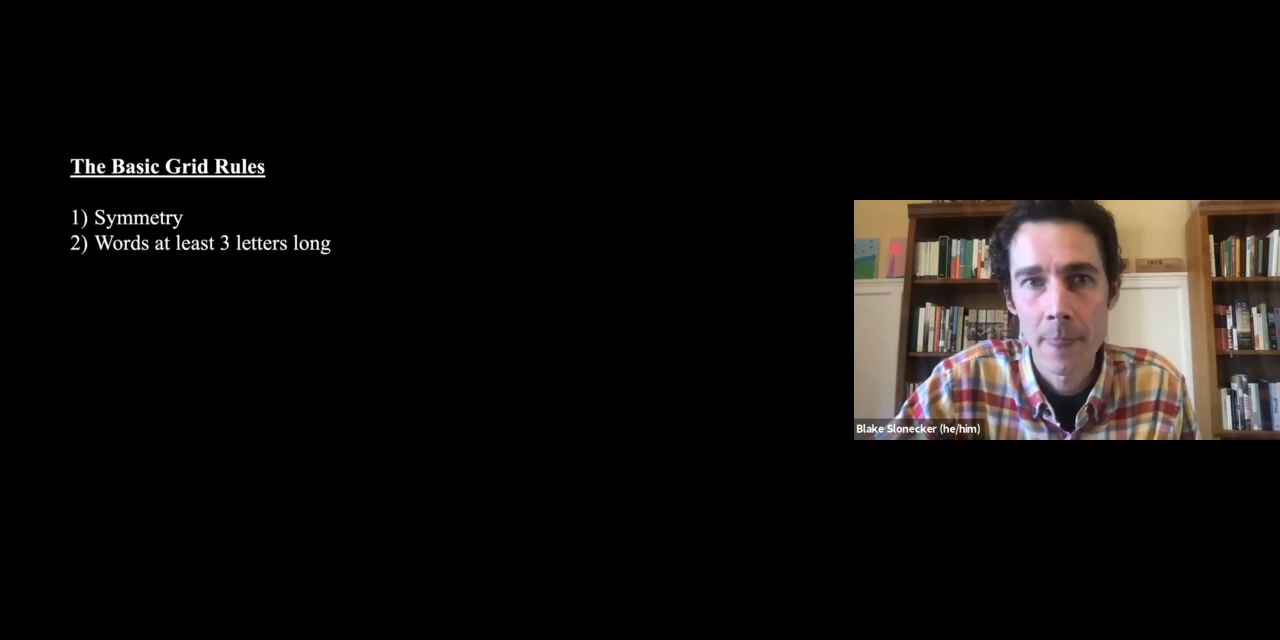 The Basic Grid Rules
1) Symmetry
2) Words at least 3 letters long
Blake Slonecker (he/him)